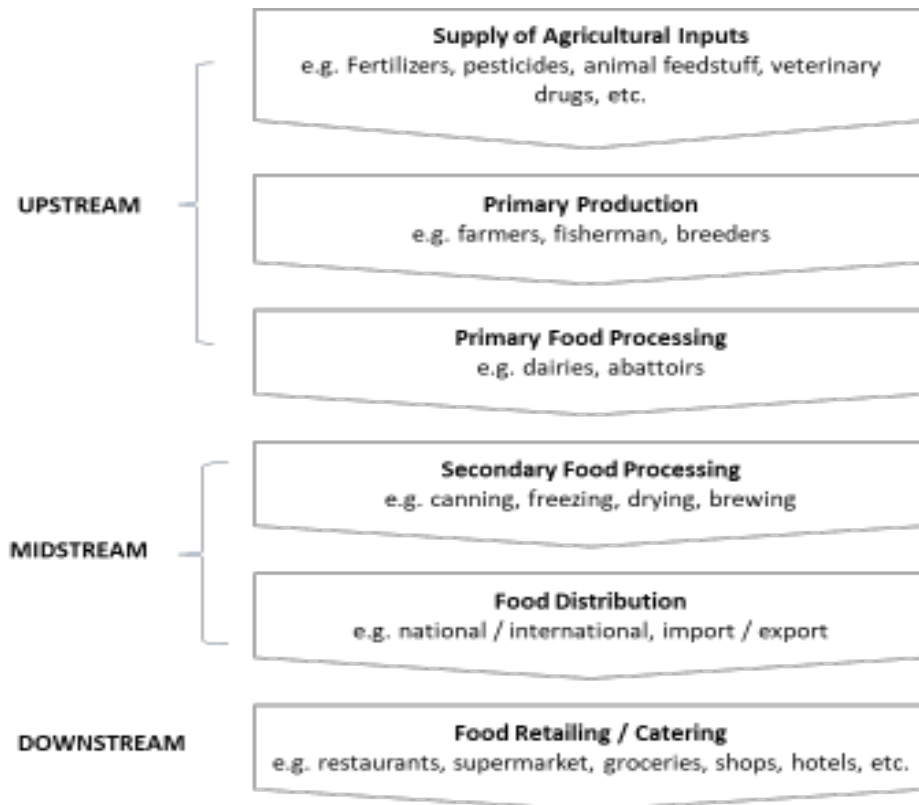 Supply of Agricultural Inputs
e.g. Fertilizers, pesticides, animal feedstuff, veterinary
drugs, etc.
UPSTREAM
Primary Production
e.g. farmers, fisherman, breeders
Primary Food Processing
e.g. dairies, abattoirs
Secondary Food Processing
e.g. canning, freezing, drying, brewing
MIDSTREAM
Food Distribution
e.g. national / international, import / export
DOWNSTREAM
Food Retailing / Catering
e.g. restaurants, supermarket, groceries, shops, hotels, etc.